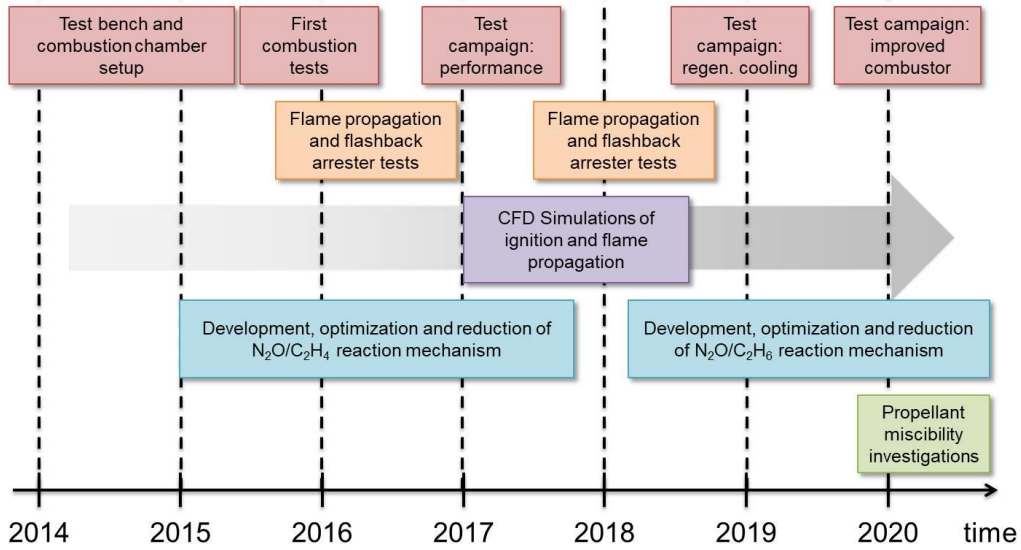 Test bench and
combustion chamber
setup
First
combustion
tests
Test
campaign:
performance
Test
campaign:
regen. cooling
Test campaign:
improved
combustor
Flame propagation
and flashback
arrester tests
Flame propagation
and flashback
arrester tests
CFD Simulations of
ignition and flame
propagation
Development, optimization and reduction of
N₂O/C₂H₄ reaction mechanism
Development, optimization and reduction
of N₂O/C₂H₆ reaction mechanism
Propellant
miscibility
investigations
2014 2015 2016 2017 2018 2019 2020 time